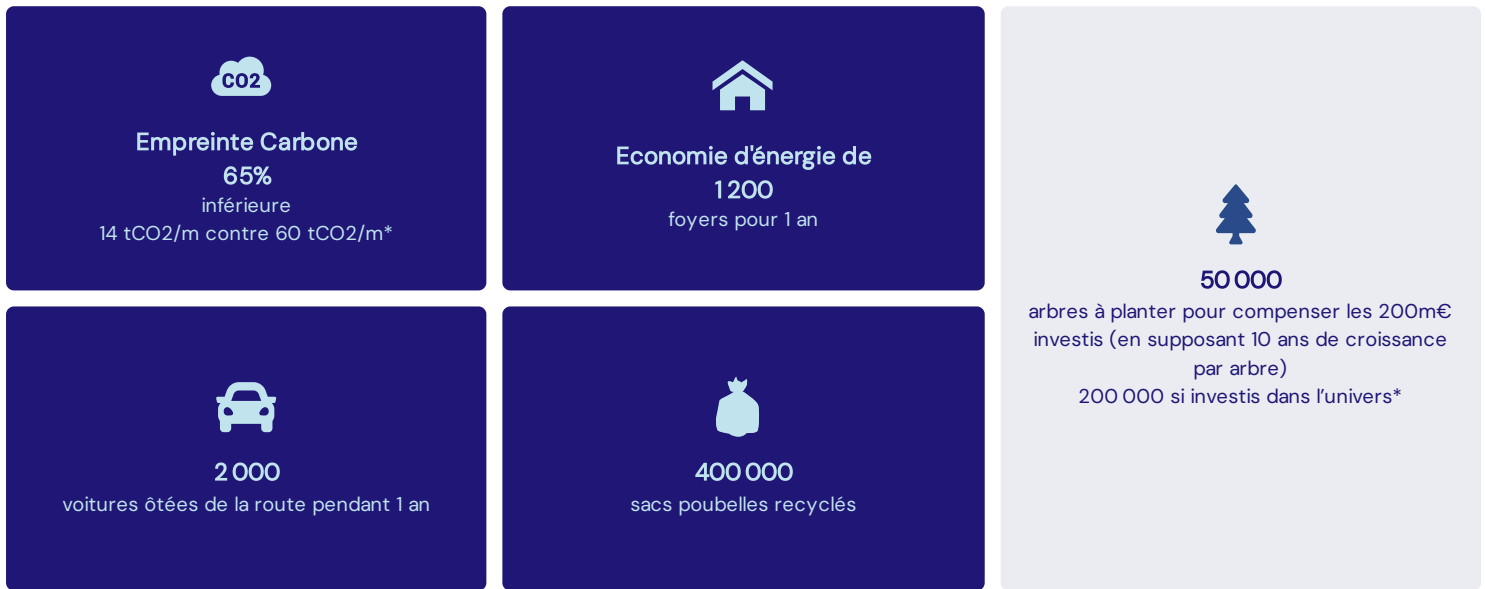 CO2
Empreinte Carbone
65%
inférieure
14 tCO2/m contre 60 tCO2/m*
Economie d'énergie de
1 200
foyers pour 1 an
2 000
voitures ôtées de la route pendant 1 an
400 000
sacs poubelles recyclés
50 000
arbres à planter pour compenser les 200m€
investis (en supposant 10 ans de croissance
par arbre)
200 000 si investis dans l’univers*